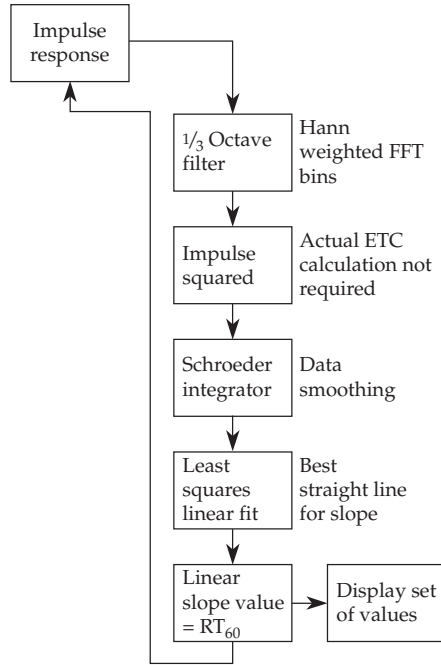 Impulse
response
1/3 Octave
filter
Hann
weighted FFT
bins
Impulse
squared
Actual ETC
calculation not
required
Schroeder
integrator
Data
smoothing
Least
squares
linear fit
Best
straight line
for slope
Linear
slope value
= RT60
Display set
of values